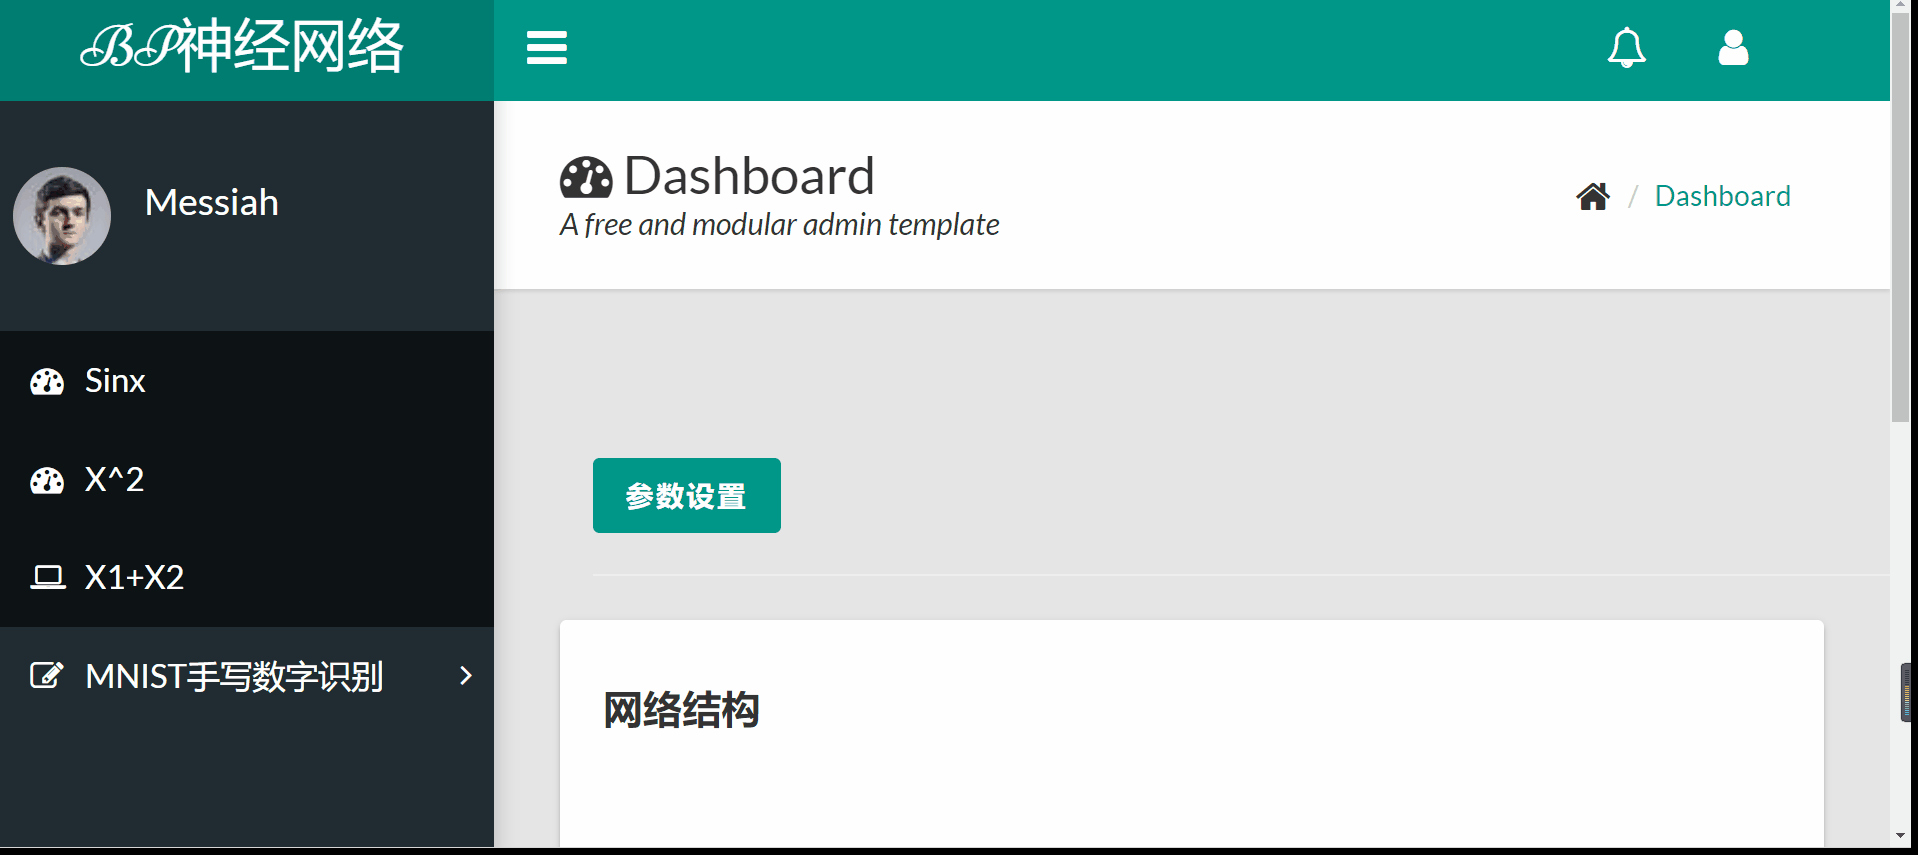 BP神经网络
Messiah
Sinx
X^2
X1+X2
MNIST手写数字识别
Dashboard
A free and modular admin template
/ Dashboard
参数设置
网络结构